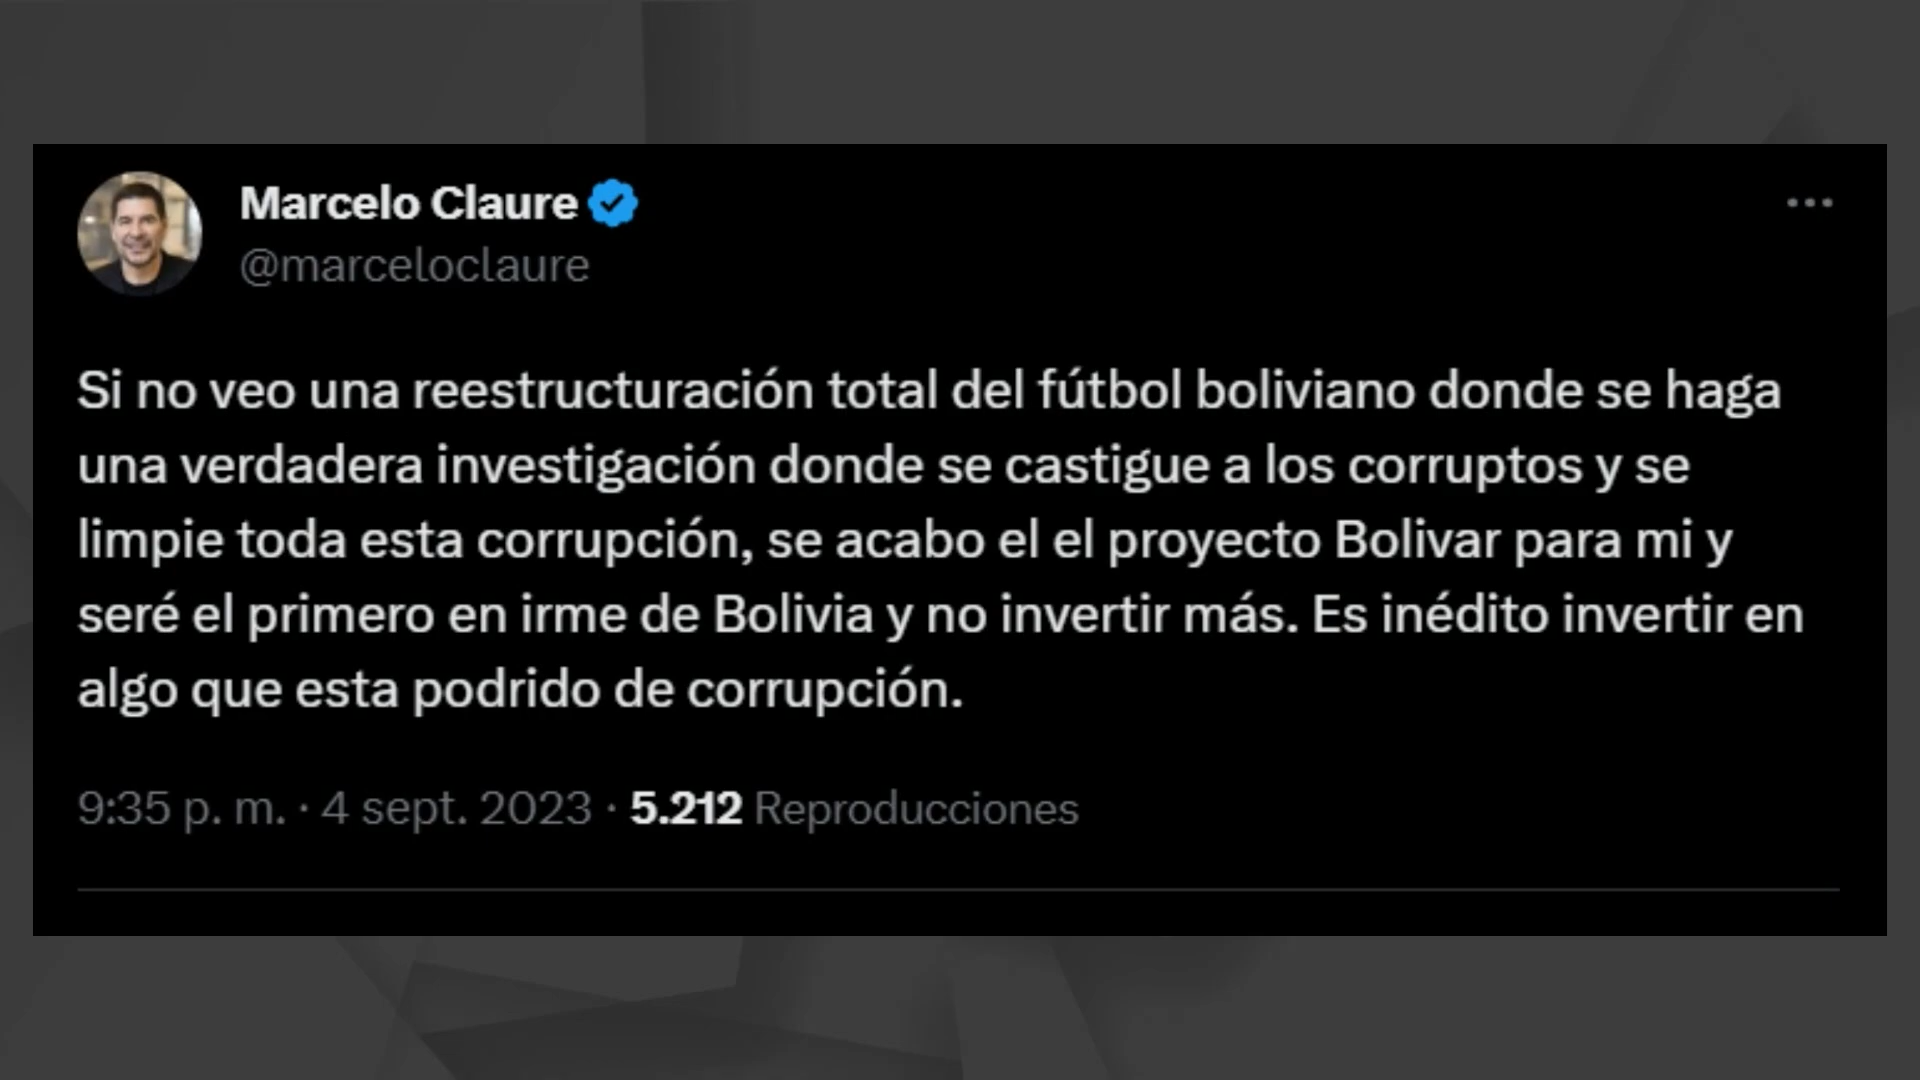 Marcelo Claure
@marceloclaure
Si no veo una reestructuración total del fútbol boliviano donde se haga
una verdadera investigación donde se castigue a los corruptos y se
limpie toda esta corrupción, se acabo el el proyecto Bolivar para mi y
seré el primero en irme de Bolivia y no invertir más. Es inédito invertir en
algo que esta podrido de corrupción.
9:35 p. m. · 4 sept. 2023 · 5.212 Reproducciones